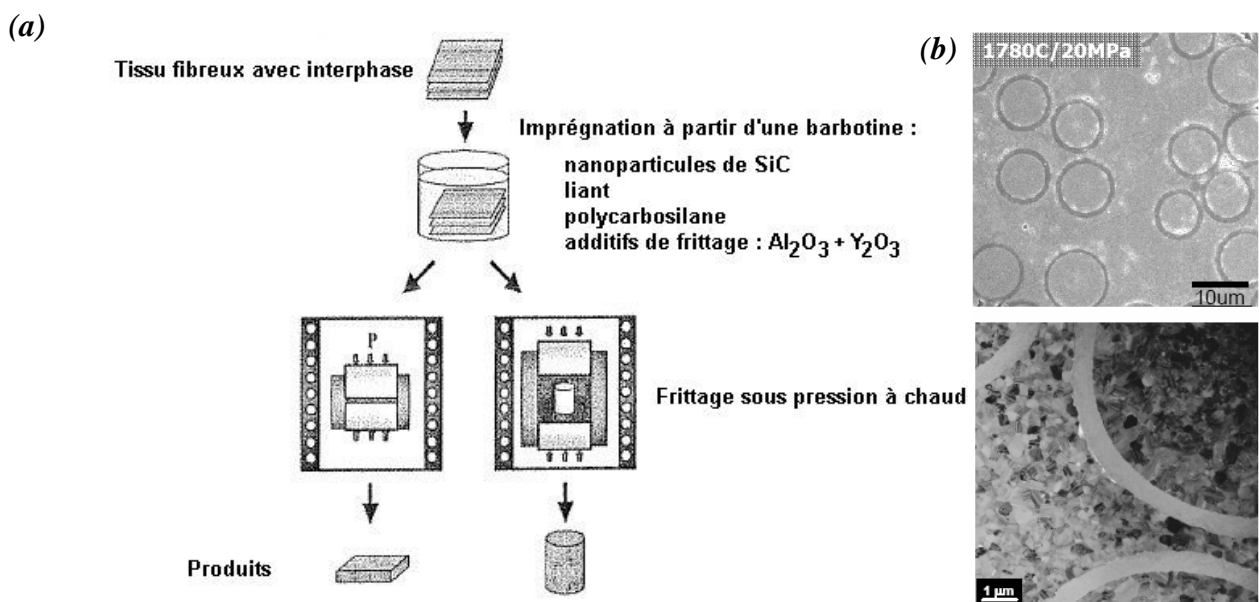 (a)
Tissu fibreux avec interphase
Imprégnation à partir d'une barbotine :
nanoparticules de SiC
liant
polycarbosilane
additifs de frittage : Al2O3 + Y2O3
P
Frittage sous pression à chaud
Produits
(b)
1780C/20MPa
10um
1 µm